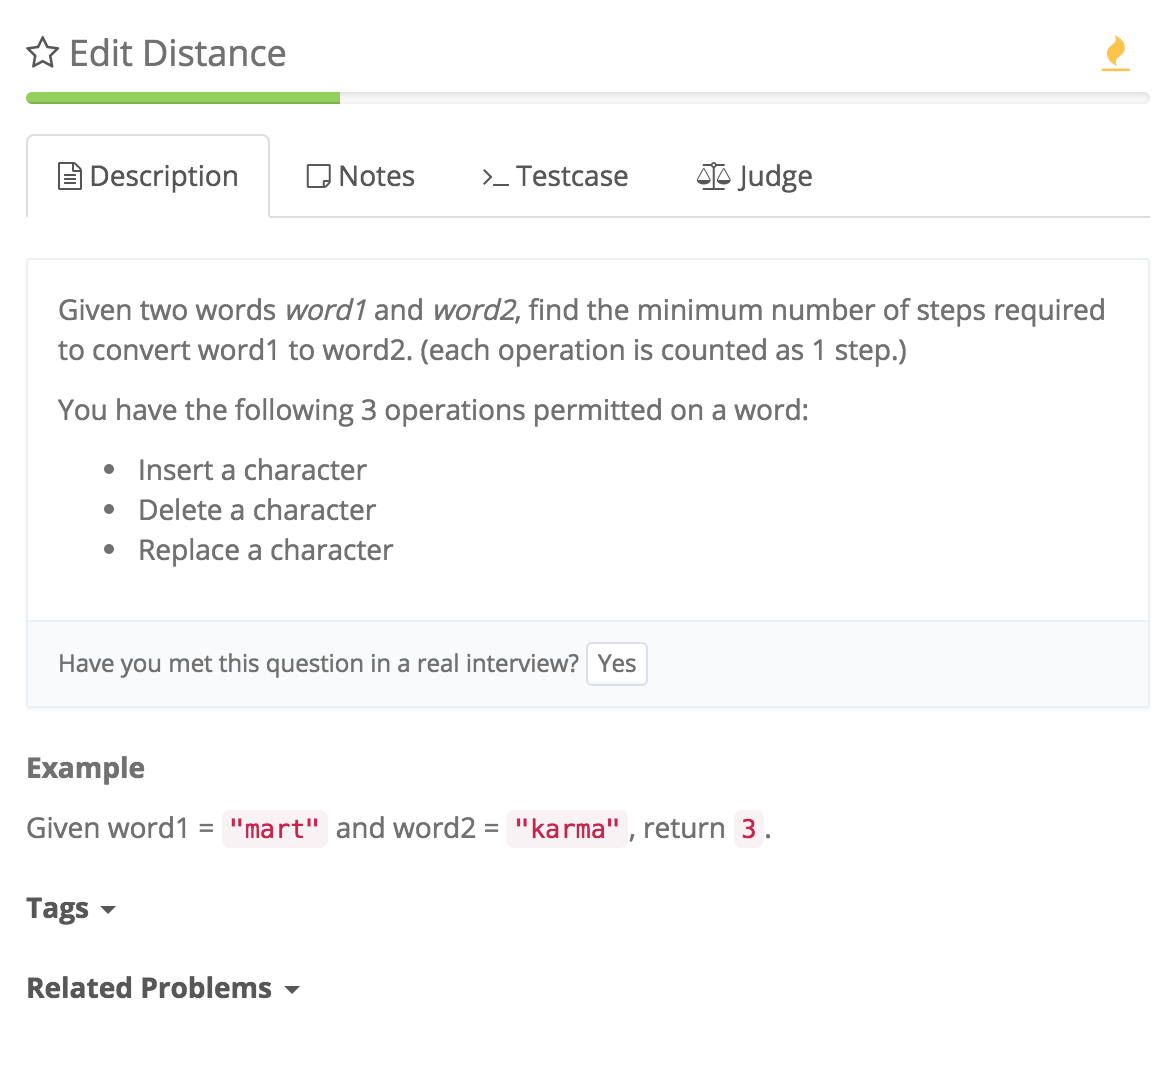 Edit Distance
Description
Notes
>_ Testcase
Judge
Given two words word1 and word2, find the minimum number of steps required
to convert word1 to word2. (each operation is counted as 1 step.)
You have the following 3 operations permitted on a word:
• Insert a character
• Delete a character
• Replace a character
Have you met this question in a real interview? Yes
Example
Given word1 = "mart" and word2 = "karma", return 3.
Tags
Related Problems